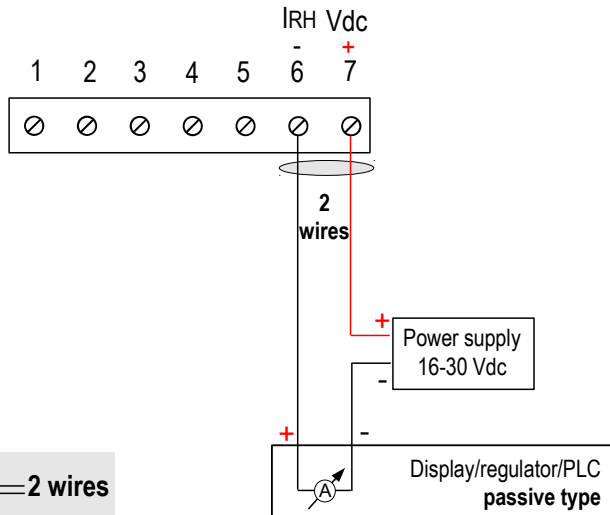 IRH Vdc
- +
1 2 3 4 5 6 7
2
wires
+
Power supply
16-30 Vdc
-
+ -
Display/regulator/PLC
A
passive type
2 wires